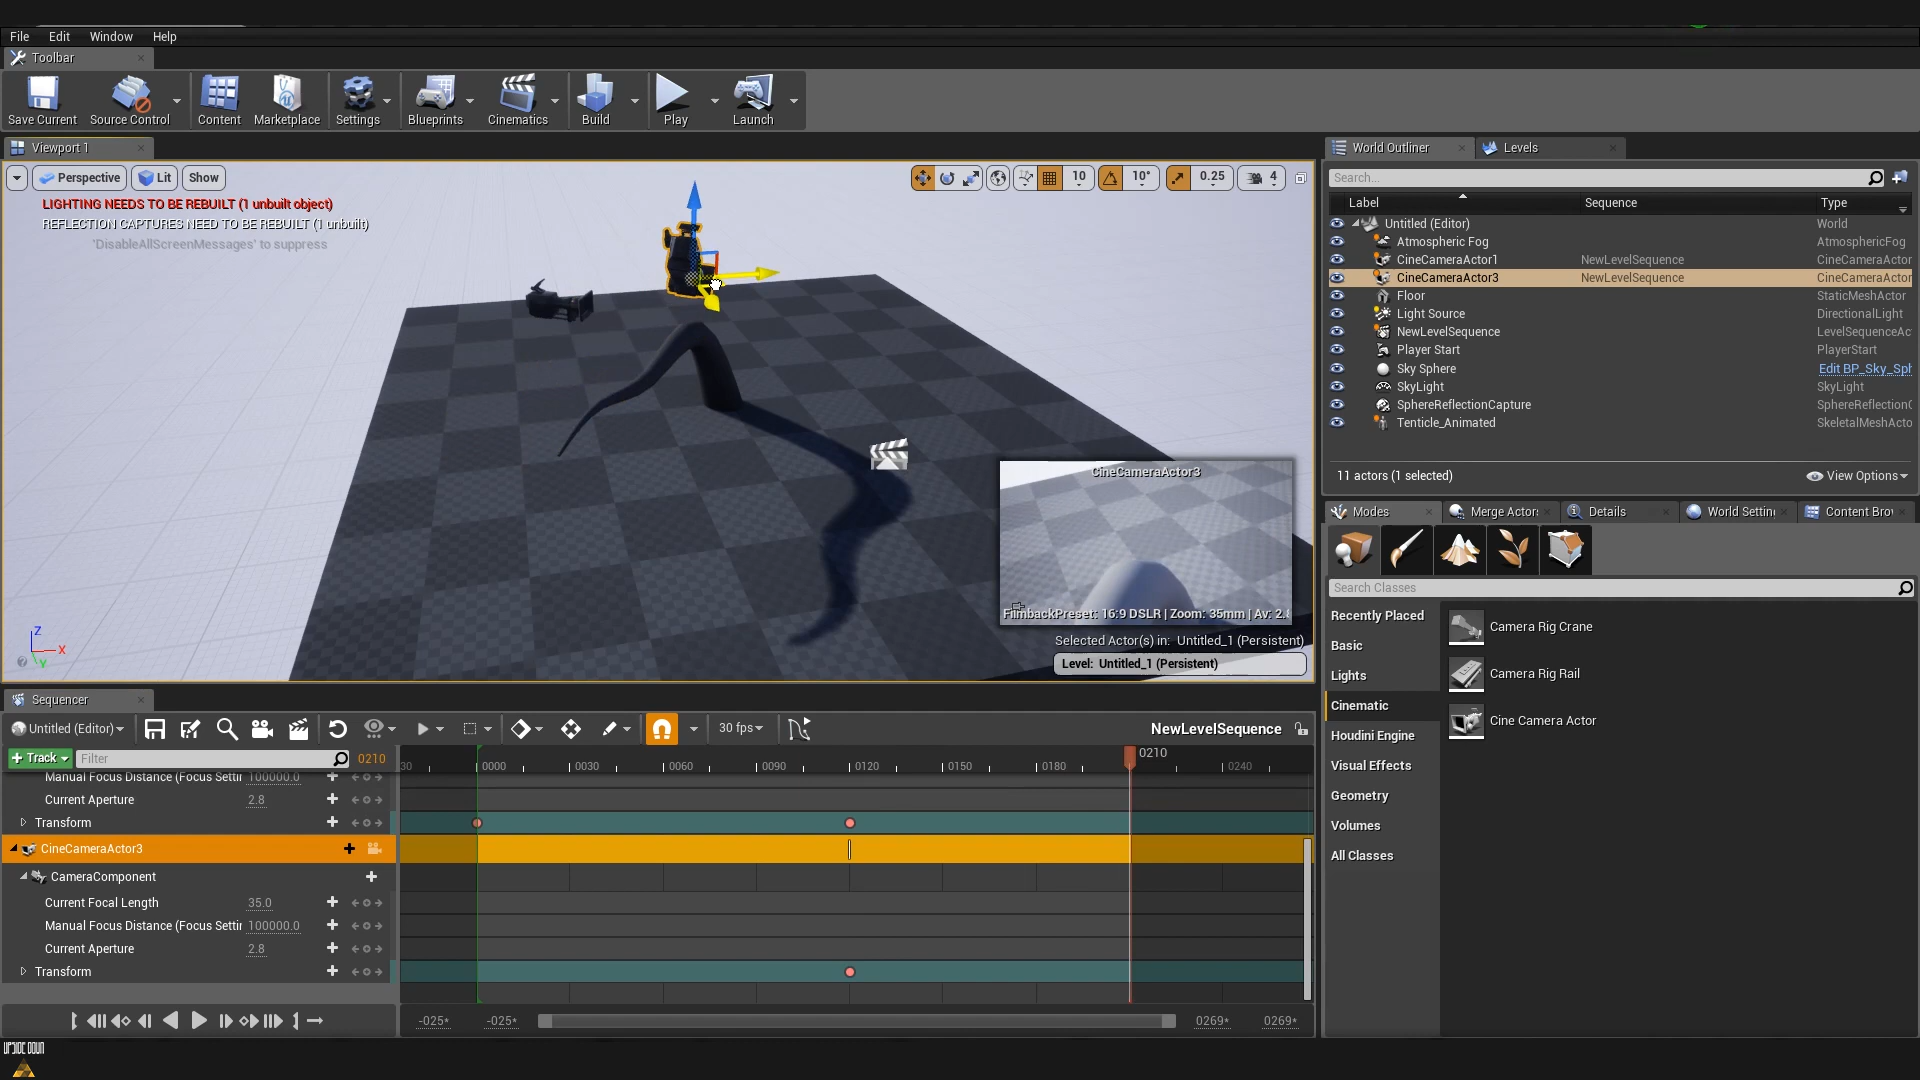 File Edit Window Help
Toolbar
Save Current Source Control Content Marketplace Settings Blueprints Cinematics Build Play Launch
Viewport 1
Perspective Lit Show
10 10° 0.25 4
LIGHTING NEEDS TO BE REBUILT (1 unbuilt object)
REFLECTION CAPTURES NEED TO BE REBUILT (1 unbuilt)
'DisableAllScreenMessages' to suppress
CineCameraActor3
FilmbackPreset: 16:9 DSLR | Zoom: 35mm | Av: 2.8
Selected Actor(s) in: Untitled_1 (Persistent)
Level: Untitled_1 (Persistent)
Z
X
Y
World Outliner Levels
Search...
Label Sequence Type
Untitled (Editor) World
Atmospheric Fog AtmosphericFog
CineCameraActor1 NewLevelSequence CineCameraActor
CineCameraActor3 NewLevelSequence CineCameraActor
Floor StaticMeshActor
Light Source DirectionalLight
NewLevelSequence LevelSequenceAc
Player Start PlayerStart
Sky Sphere Edit BP_Sky_Sph
SkyLight SkyLight
SphereReflectionCapture SphereReflectionC
Tenticle_Animated SkeletalMeshActo
11 actors (1 selected) View Options
Modes Merge Actors Details World Settin Content Bro
Search Classes
Recently Placed
Basic
Lights
Cinematic
Houdini Engine
Visual Effects
Geometry
Volumes
All Classes
Camera Rig Crane
Camera Rig Rail
Cine Camera Actor
Sequencer
Untitled (Editor) 30 fps NewLevelSequence
Track Filter 0210
30 0000 0030 0060 0090 0120 0150 0180 0210 0240
Manual Focus Distance (Focus Settin 100000.0
Current Aperture 2.8
Transform
CineCameraActor3
CameraComponent
Current Focal Length 35.0
Manual Focus Distance (Focus Settin 100000.0
Current Aperture 2.8
Transform
-025* -025* 0269* 0269*
UPSIDE DOWN